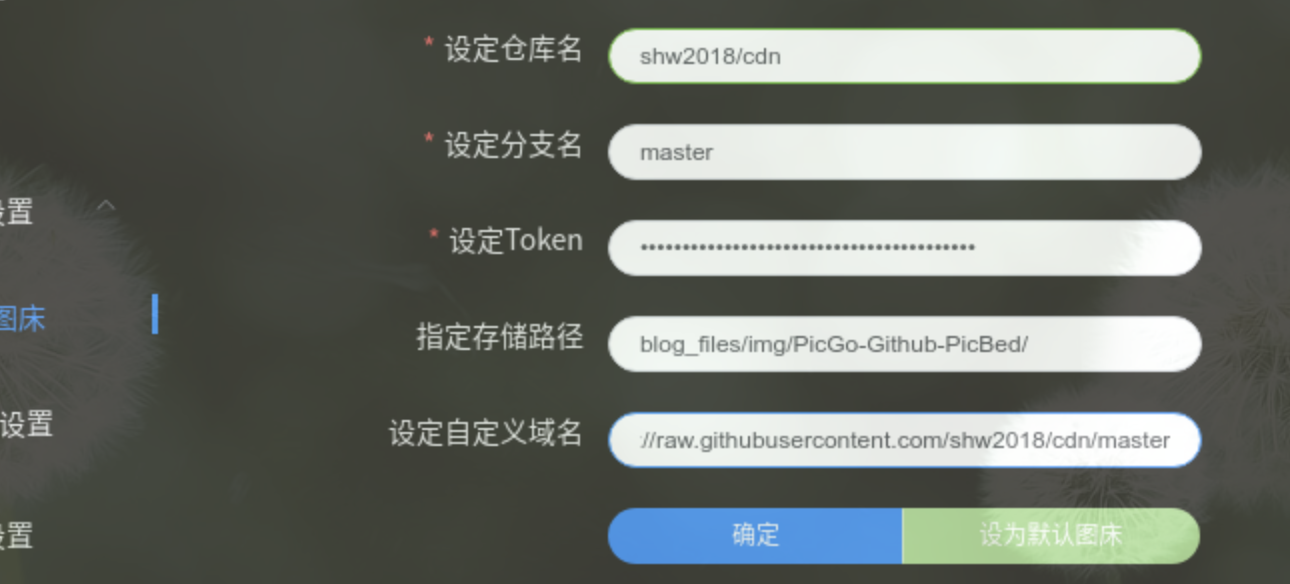 * 设定仓库名
shw2018/cdn
* 设定分支名
master
设置
* 设定Token
••••••••••••••••••••••••••••••••••••••••
图床
指定存储路径
blog_files/img/PicGo-Github-PicBed/
设置
设定自定义域名
://raw.githubusercontent.com/shw2018/cdn/master
置
确定
设为默认图床